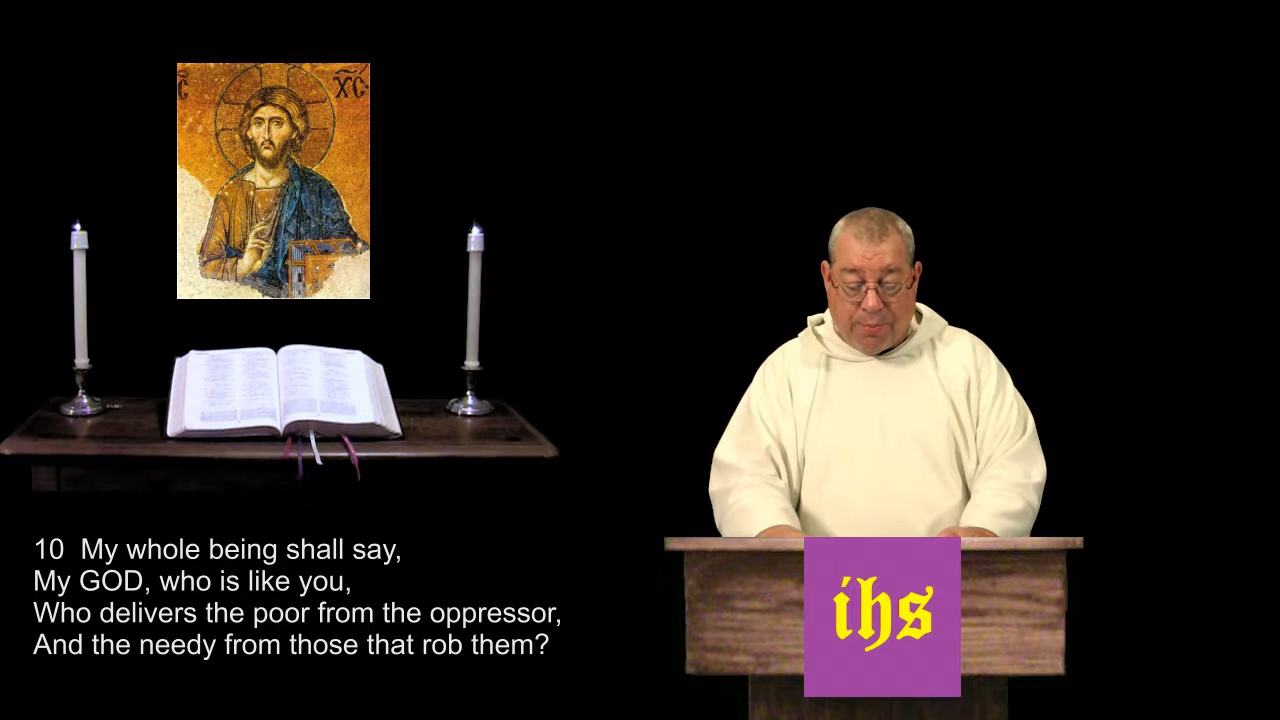 C
XC
10 My whole being shall say,
My GOD, who is like you,
Who delivers the poor from the oppressor,
And the needy from those that rob them?
ihs